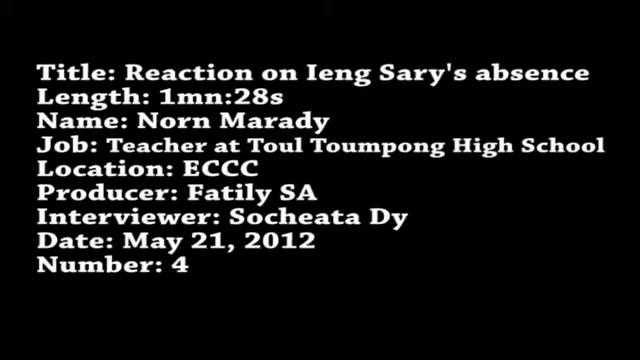 Title: Reaction on Ieng Sary's absence
Length: 1mn:28s
Name: Norn Marady
Job: Teacher at Toul Toumpong High School
Location: ECCC
Producer: Fatily SA
Interviewer: Socheata Dy
Date: May 21, 2012
Number: 4